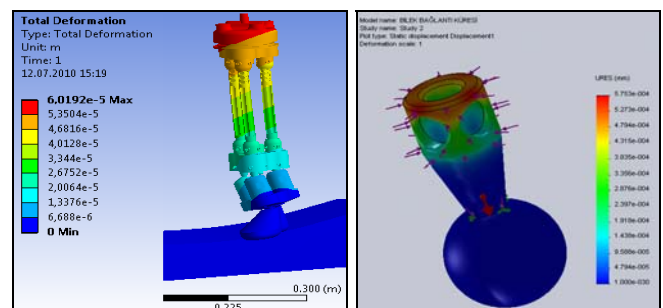 Total Deformation
Type: Total Deformation
Unit: m
Time: 1
12.07.2010 15:19
6,0192e-5 Max
5,3504e-5
4,6816e-5
4,0128e-5
3,344e-5
2,6752e-5
2,0064e-5
1,3376e-5
6,688e-6
0 Min
0.300 (m)
0.225
Model name: BİLEK BAĞLANTI-KÜRESİ
Study name: Study 2
Plot type: Static displacement Displacement1
Deformation scale: 1
URES (mm)
5.753e-004
5.273e-004
4.794e-004
4.315e-004
3.835e-004
3.356e-004
2.876e-004
2.397e-004
1.918e-004
1.438e-004
9.588e-005
4.794e-005
1.000e-030